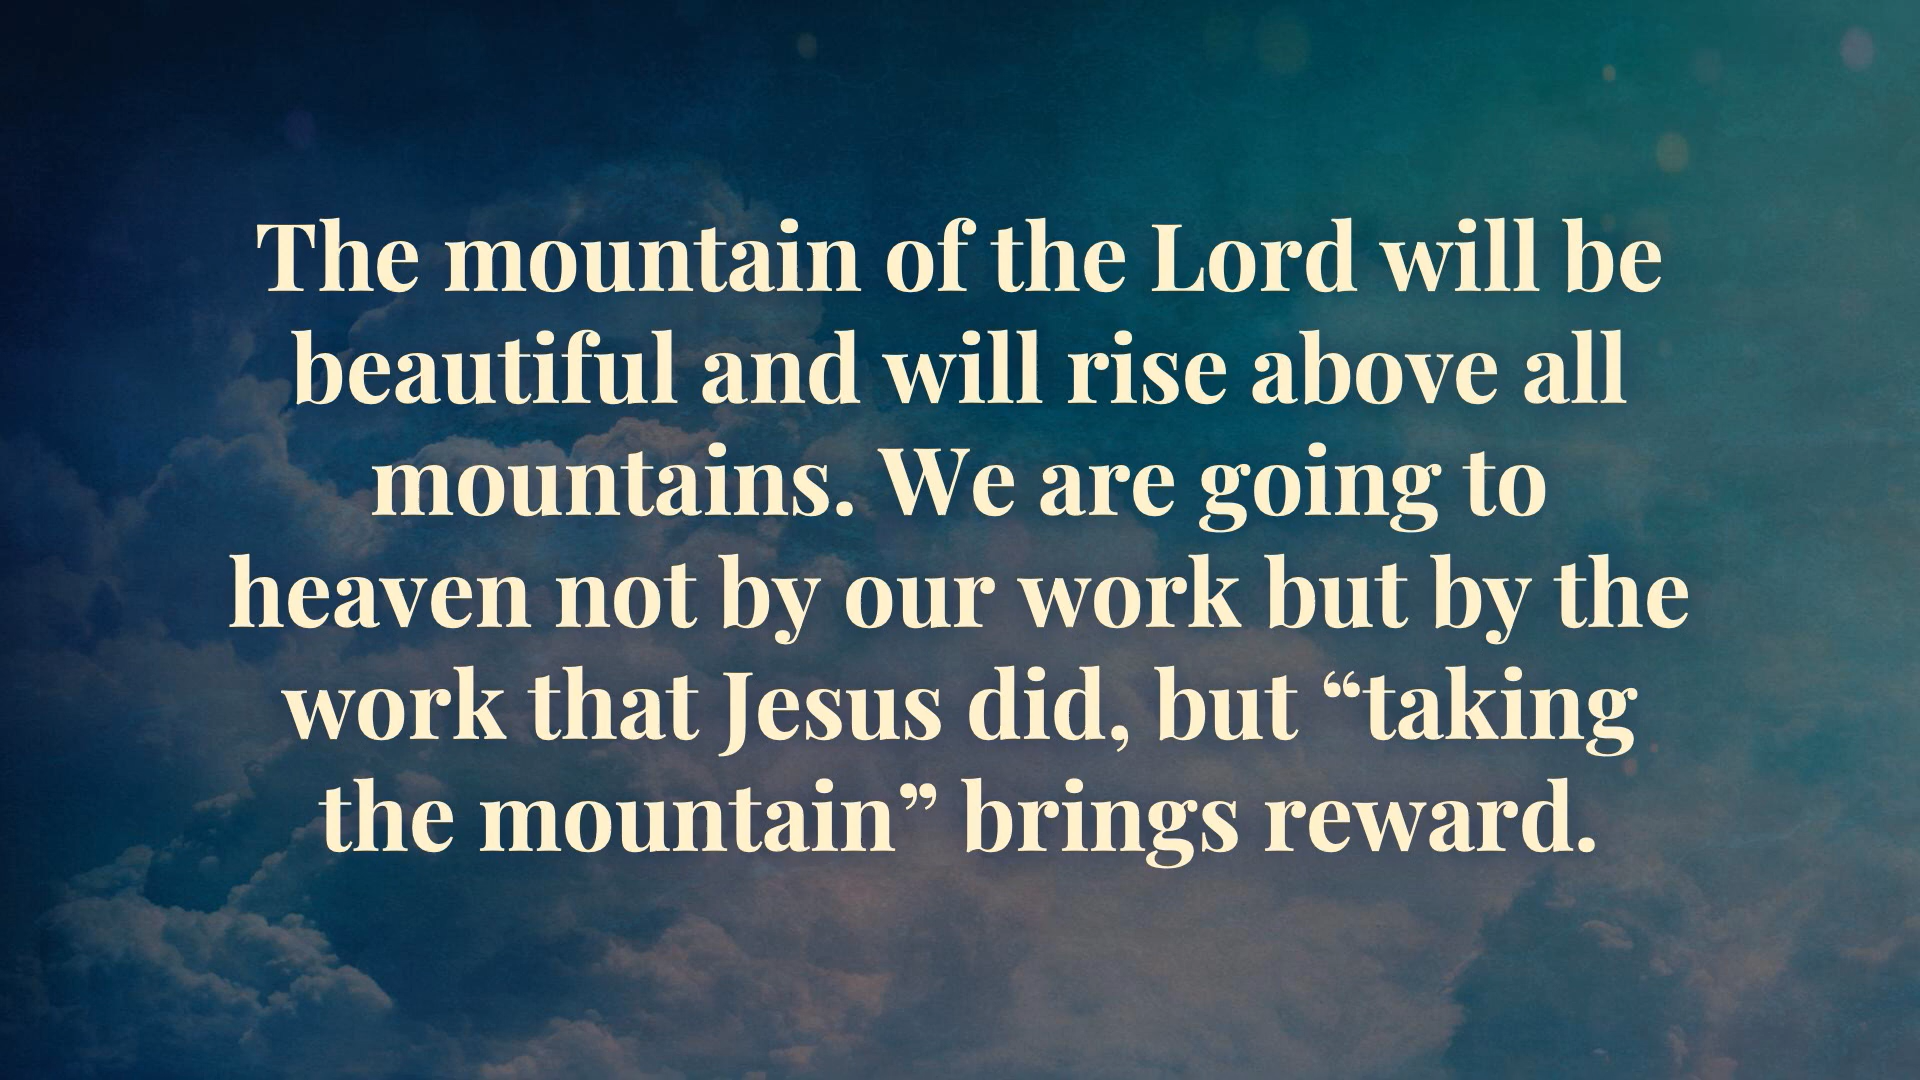 The mountain of the Lord will be
beautiful and will rise above all
mountains. We are going to
heaven not by our work but by the
work that Jesus did, but “taking
the mountain” brings reward.